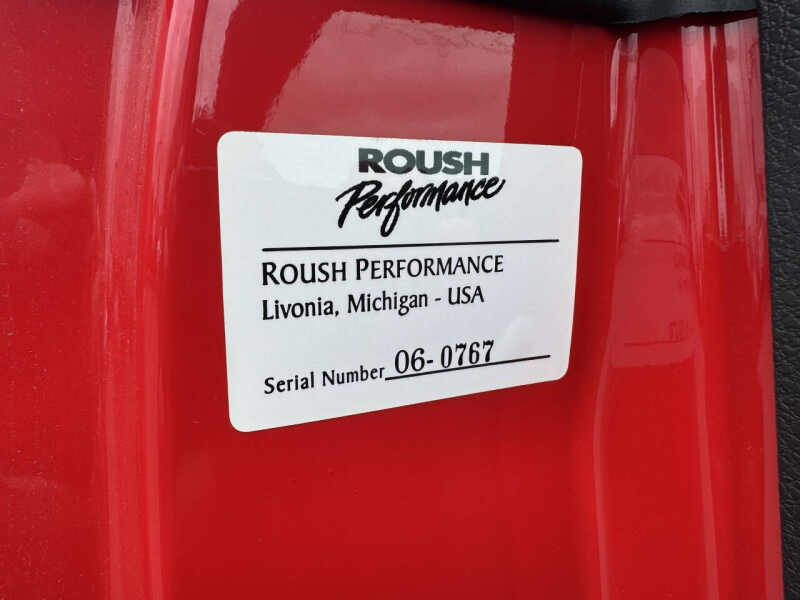 ROUSH
Performance
ROUSH PERFORMANCE
Livonia, Michigan - USA
Serial Number 06-0767